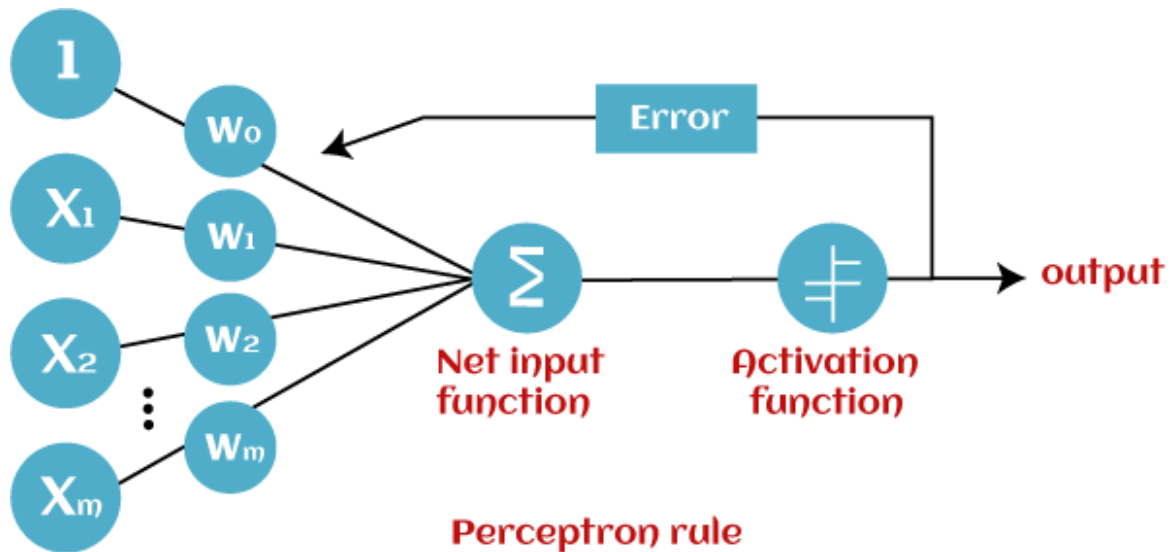 1
w₀
Error
X₁
w₁
Σ
output
X₂
w₂
Net input
function
Activation
function
Xₘ
wₘ
Perceptron rule